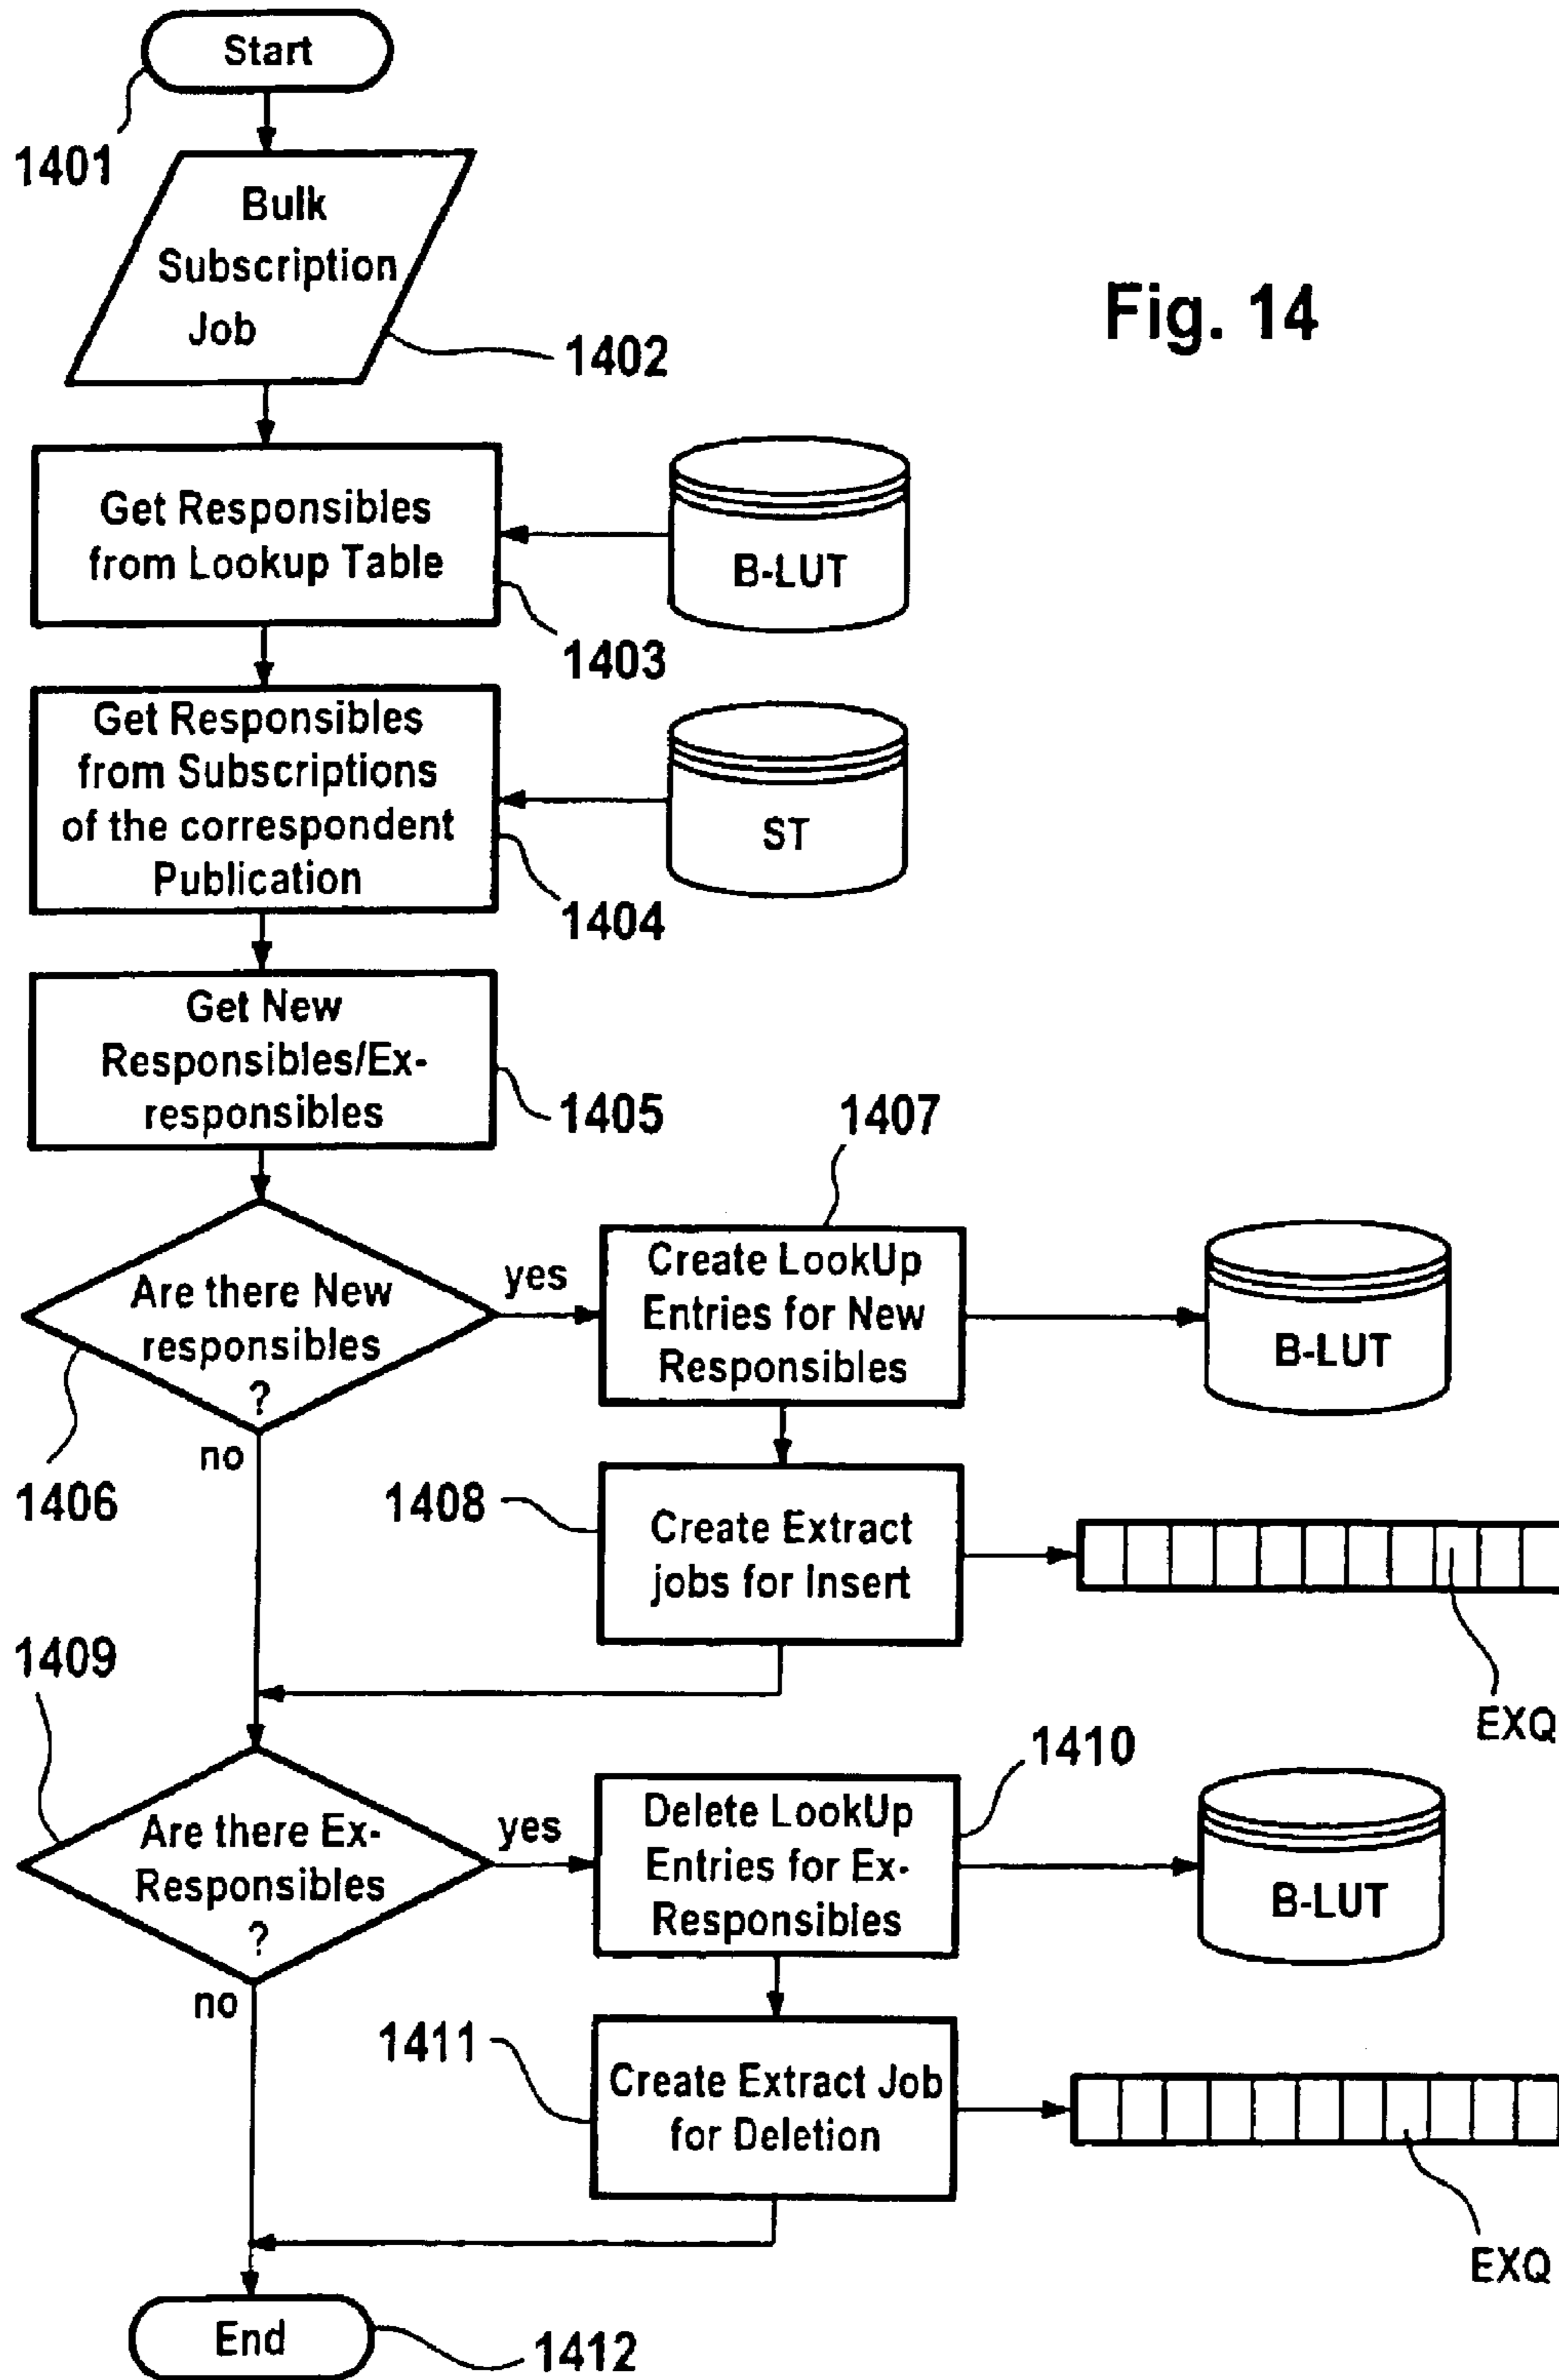 Start
1401
Bulk
Subscription
Job
1402
Fig. 14
Get Responsibles
from Lookup Table
1403
B-LUT
Get Responsibles
from Subscriptions
of the correspondent
Publication
1404
ST
Get New
Responsibles/Ex-
responsibles
1405
1407
Are there New
responsibles
?
yes
no
1406
Create LookUp
Entries for New
Responsibles
B-LUT
1408
Create Extract
jobs for Insert
EXQ
1409
Are there Ex-
Responsibles
?
yes
no
1410
Delete LookUp
Entries for Ex-
Responsibles
B-LUT
1411
Create Extract Job
for Deletion
EXQ
End
1412